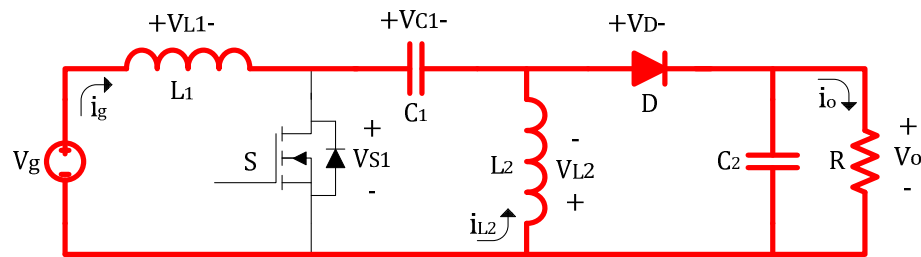 +VL1- +VC1- +VD-
L1 C1 D
ig io
Vg S + VS1 - L2 - VL2 + C2 R + Vo -
iL2